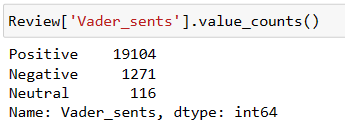 Review['Vader_sents'].value_counts()
Positive    19104
Negative     1271
Neutral       116
Name: Vader_sents, dtype: int64